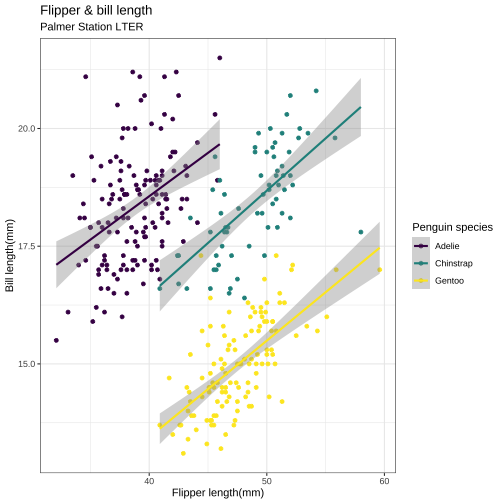 Flipper & bill length
Palmer Station LTER
20.0
17.5
15.0
40
50
60
Flipper length(mm)
Bill length(mm)
Penguin species
Adelie
Chinstrap
Gentoo